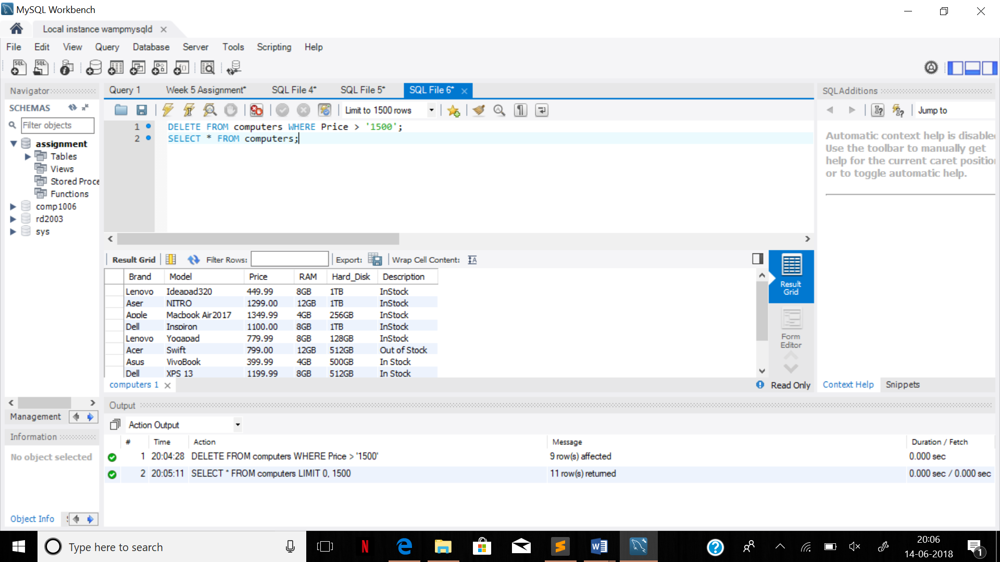 MySQL Workbench
Local instance wampmysqld
File Edit View Query Database Server Tools Scripting Help
Navigator
SCHEMAS
Filter objects
assignment
Tables
Views
Stored Proce
Functions
comp1006
rd2003
sys
Management
Information
No object selected
Object Info
Query 1 Week 5 Assignment* SQL File 4* SQL File 5* SQL File 6*
Limit to 1500 rows
1 DELETE FROM computers WHERE Price > '1500';
2 SELECT * FROM computers;
Result Grid Filter Rows: Export: Wrap Cell Content:
Brand Model Price RAM Hard_Disk Description
Lenovo Ideapad320 449.99 8GB 1TB InStock
Aser NITRO 1299.00 12GB 1TB InStock
Apple Macbook Air2017 1349.99 4GB 256GB InStock
Dell Inspiron 1100.00 8GB 1TB InStock
Lenovo Yogapad 779.99 8GB 128GB InStock
Acer Swift 799.00 12GB 512GB Out of Stock
Asus VivoBook 399.99 4GB 500GB In Stock
Dell XPS 13 1199.99 8GB 512GB In Stock
Result
Grid
Form
Editor
computers 1
Read Only
SQLAdditions
Jump to
Automatic context help is disable
Use the toolbar to manually get
help for the current caret positio
or to toggle automatic help.
Context Help Snippets
Output
Action Output
# Time Action Message Duration / Fetch
1 20:04:28 DELETE FROM computers WHERE Price > '1500' 9 row(s) affected 0.000 sec
2 20:05:11 SELECT * FROM computers LIMIT 0, 1500 11 row(s) returned 0.000 sec / 0.000 sec
Type here to search
20:06
14-06-2018
1